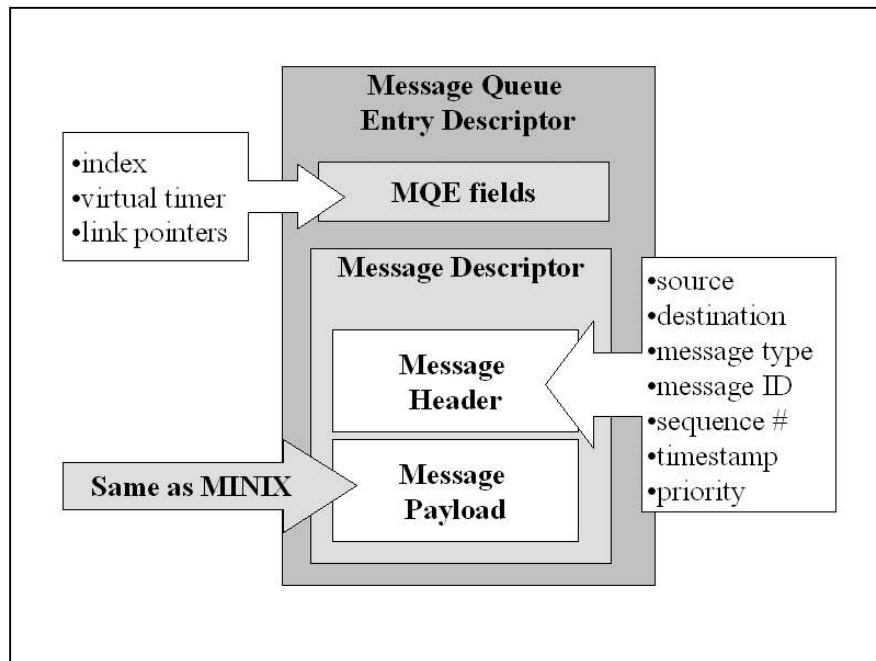 Message Queue
Entry Descriptor
•index
•virtual timer
•link pointers
MQE fields
Message Descriptor
•source
•destination
•message type
•message ID
•sequence #
•timestamp
•priority
Message
Header
Same as MINIX
Message
Payload